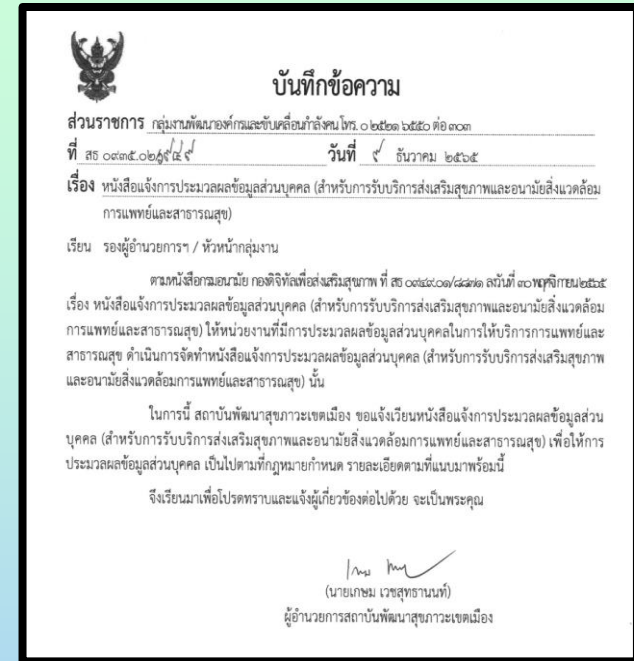 บันทึกข้อความ
ส่วนราชการ กลุ่มงานพัฒนาองค์กรและขับเคลื่อนกำลังคน โทร. ๐ ๒๕๒๑ ๖๕๕๐ ต่อ ๓๐๓
ที่ สธ ๐๙๓๕.๐๒/ วันที่ ๙ ธันวาคม ๒๕๖๕
เรื่อง หนังสือแจ้งการประมวลผลข้อมูลส่วนบุคคล (สำหรับการรับบริการส่งเสริมสุขภาพและอนามัยสิ่งแวดล้อม
การแพทย์และสาธารณสุข)
เรียน รองผู้อำนวยการฯ / หัวหน้ากลุ่มงาน
ตามหนังสือกรมอนามัย กองดิจิทัลเพื่อส่งเสริมสุขภาพ ที่ สธ ลงวันที่ ๓๐ พฤศจิกายน ๒๕๖๕
เรื่อง หนังสือแจ้งการประมวลผลข้อมูลส่วนบุคคล (สำหรับการรับบริการส่งเสริมสุขภาพและอนามัยสิ่งแวดล้อม
การแพทย์และสาธารณสุข) ให้หน่วยงานที่มีการประมวลผลข้อมูลส่วนบุคคลในการให้บริการการแพทย์และ
สาธารณสุข ดำเนินการจัดทำหนังสือแจ้งการประมวลผลข้อมูลส่วนบุคคล (สำหรับการรับบริการส่งเสริมสุขภาพ
และอนามัยสิ่งแวดล้อมการแพทย์และสาธารณสุข) นั้น
ในการนี้ สถาบันพัฒนาสุขภาวะเขตเมือง ขอแจ้งเวียนหนังสือแจ้งการประมวลผลข้อมูลส่วน
บุคคล (สำหรับการรับบริการส่งเสริมสุขภาพและอนามัยสิ่งแวดล้อมการแพทย์และสาธารณสุข) เพื่อให้การ
ประมวลผลข้อมูลส่วนบุคคล เป็นไปตามที่กฎหมายกำหนด รายละเอียดตามที่แนบมาพร้อมนี้
จึงเรียนมาเพื่อโปรดทราบและแจ้งผู้เกี่ยวข้องต่อไปด้วย จะเป็นพระคุณ
(นายเกษม เวชสุทธานนท์)
ผู้อำนวยการสถาบันพัฒนาสุขภาวะเขตเมือง